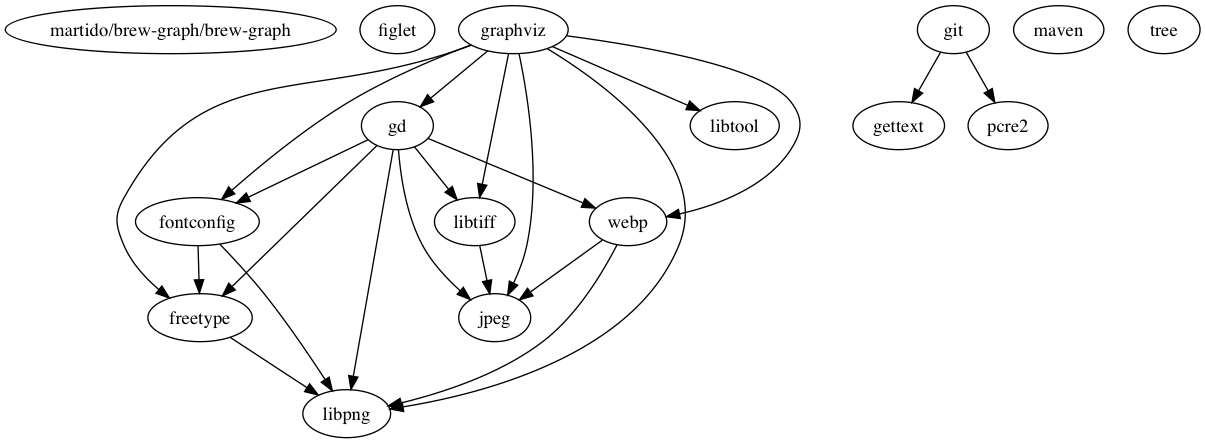 martido/brew-graph/brew-graph
figlet
graphviz
git
maven
tree
gd
libtool
gettext
pcre2
fontconfig
libtiff
webp
freetype
jpeg
libpng